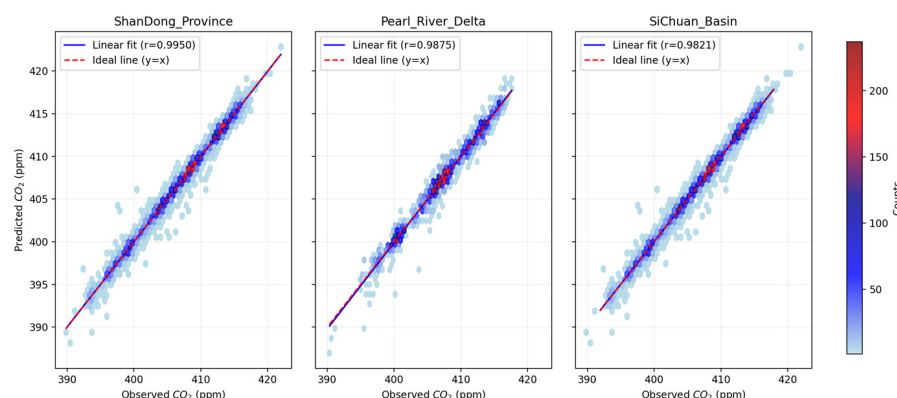 ShanDong_Province
Pearl_River_Delta
SiChuan_Basin
Linear fit (r=0.9950)
Ideal line (y=x)
Linear fit (r=0.9875)
Ideal line (y=x)
Linear fit (r=0.9821)
Ideal line (y=x)
Predicted CO₂ (ppm)
420
415
410
405
400
395
390
390 400 410 420
390 400 410 420
390 400 410 420
Observed CO₂ (ppm)
Observed CO₂ (ppm)
Observed CO₂ (ppm)
200
150
100
50
Counts